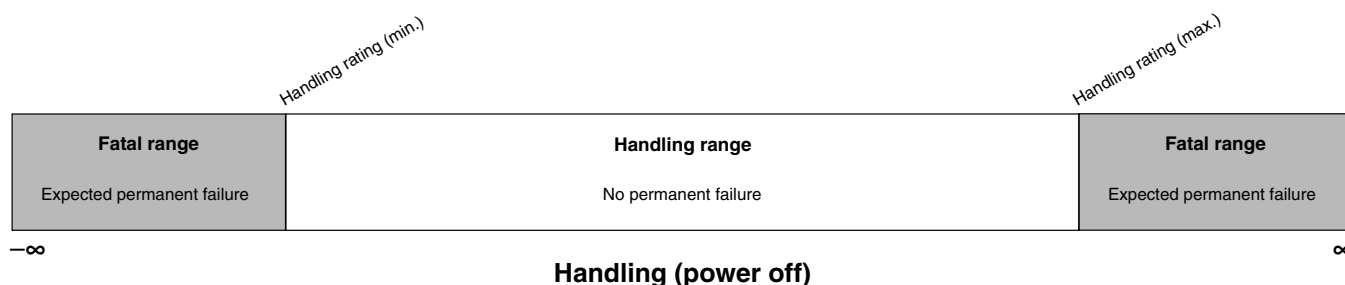 Handling rating (min.)
Handling rating (max.)
Fatal range
Handling range
Fatal range
Expected permanent failure
No permanent failure
Expected permanent failure
–∞
∞
Handling (power off)